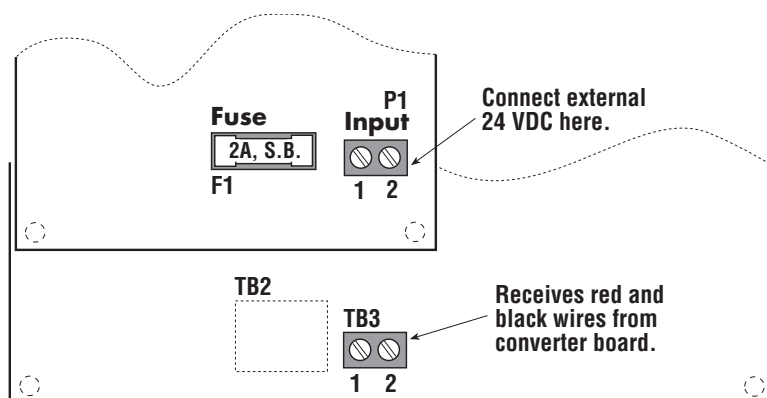 P1
Fuse
Input
2A, S.B.
F1
1 2
Connect external
24 VDC here.
TB2
TB3
1 2
Receives red and
black wires from
converter board.